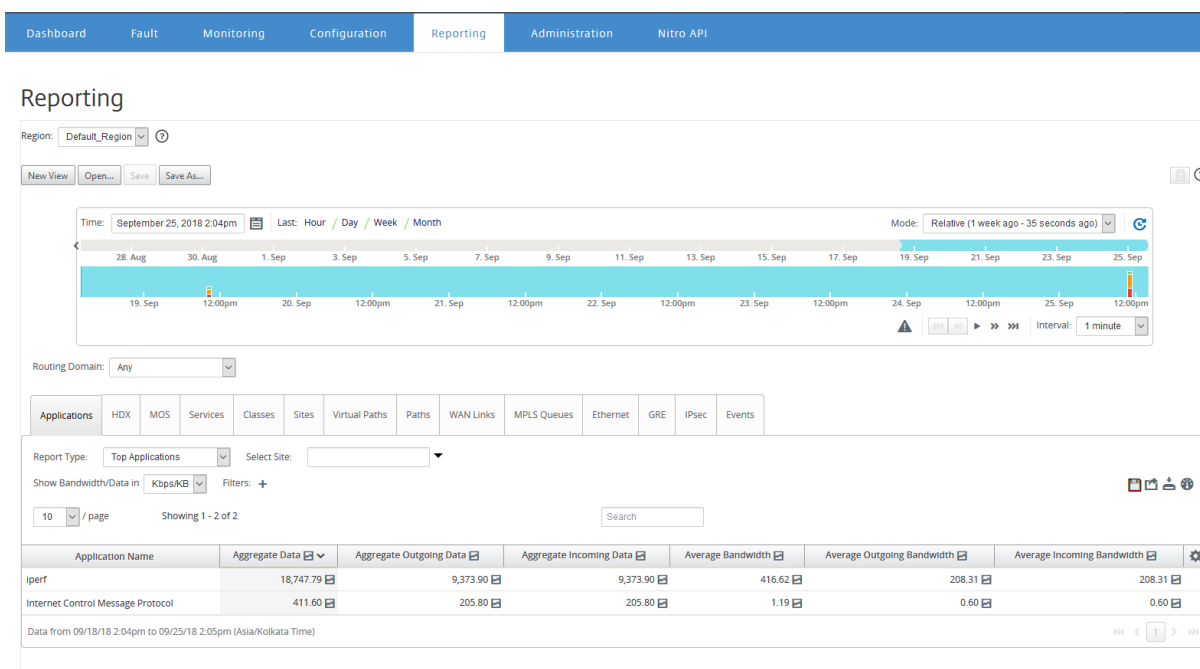 Dashboard Fault Monitoring Configuration Reporting Administration Nitro API
Reporting
Region: Default_Region ?
New View Open... Save Save As...
Time: September 25, 2018 2:04pm Last: Hour / Day / Week / Month Mode: Relative (1 week ago - 35 seconds ago)
28. Aug 30. Aug 1. Sep 3. Sep 5. Sep 7. Sep 9. Sep 11. Sep 13. Sep 15. Sep 17. Sep 19. Sep 21. Sep 23. Sep 25. Sep
19. Sep 12:00pm 20. Sep 12:00pm 21. Sep 12:00pm 22. Sep 12:00pm 23. Sep 12:00pm 24. Sep 12:00pm 25. Sep 12:00pm
Interval: 1 minute
Routing Domain: Any
Applications HDX MOS Services Classes Sites Virtual Paths Paths WAN Links MPLS Queues Ethernet GRE IPsec Events
Report Type: Top Applications Select Site:
Show Bandwidth/Data in Kbps/KB Filters: +
10 / page Showing 1 - 2 of 2 Search
Application Name Aggregate Data Aggregate Outgoing Data Aggregate Incoming Data Average Bandwidth Average Outgoing Bandwidth Average Incoming Bandwidth
iperf 18,747.79 9,373.90 9,373.90 416.62 208.31 208.31
Internet Control Message Protocol 411.60 205.80 205.80 1.19 0.60 0.60
Data from 09/18/18 2:04pm to 09/25/18 2:05pm (Asia/Kolkata Time) 1